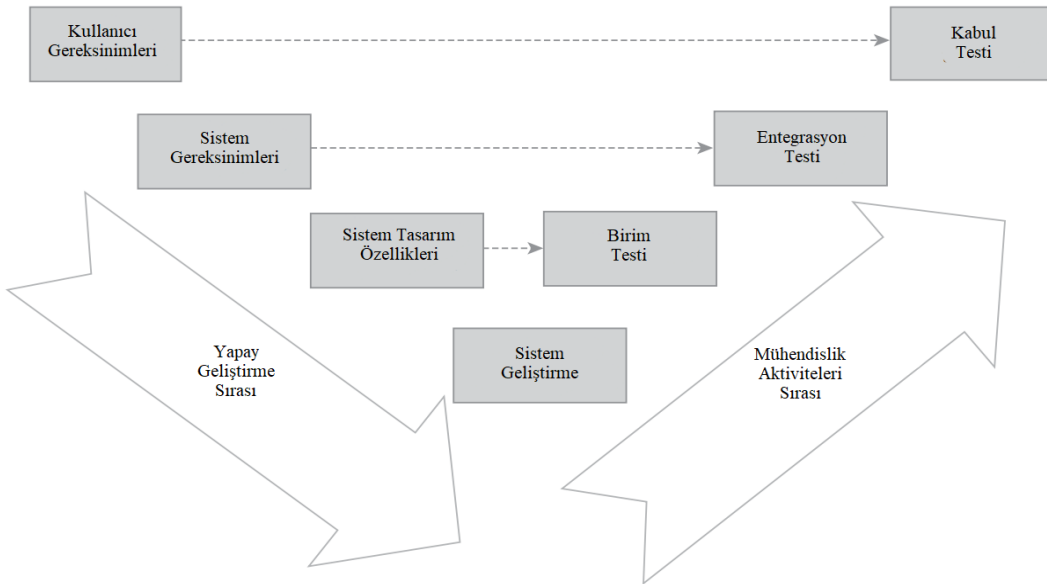 Kullanıcı
Gereksinimleri
Kabul
Testi
Sistem
Gereksinimleri
Entegrasyon
Testi
Sistem Tasarım
Özellikleri
Birim
Testi
Sistem
Geliştirme
Yapay
Geliştirme
Sırası
Mühendislik
Aktiviteleri
Sırası